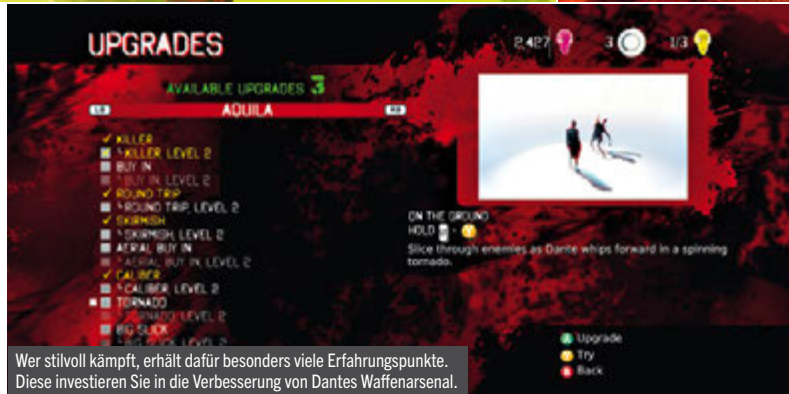 UPGRADES
2,427 3 1/3
AVAILABLE UPGRADES 3
LB AQUILA RB
KILLER
KILLER, LEVEL 2
BUY IN
BUY IN, LEVEL 2
ROUND TRIP
ROUND TRIP, LEVEL 2
SKIRMISH
SKIRMISH, LEVEL 2
AERIAL BUY IN
AERIAL BUY IN, LEVEL 2
CALIBER
CALIBER, LEVEL 2
TORNADO
TORNADO, LEVEL 2
BIG SLICK
BIG SLICK, LEVEL 2
ON THE GROUND
HOLD - Y
Slice through enemies as Dante whips forward in a spinning
tornado.
A Upgrade
Y Try
B Back
Wer stilvoll kämpft, erhält dafür besonders viele Erfahrungspunkte.
Diese investieren Sie in die Verbesserung von Dantes Waffenarsenal.